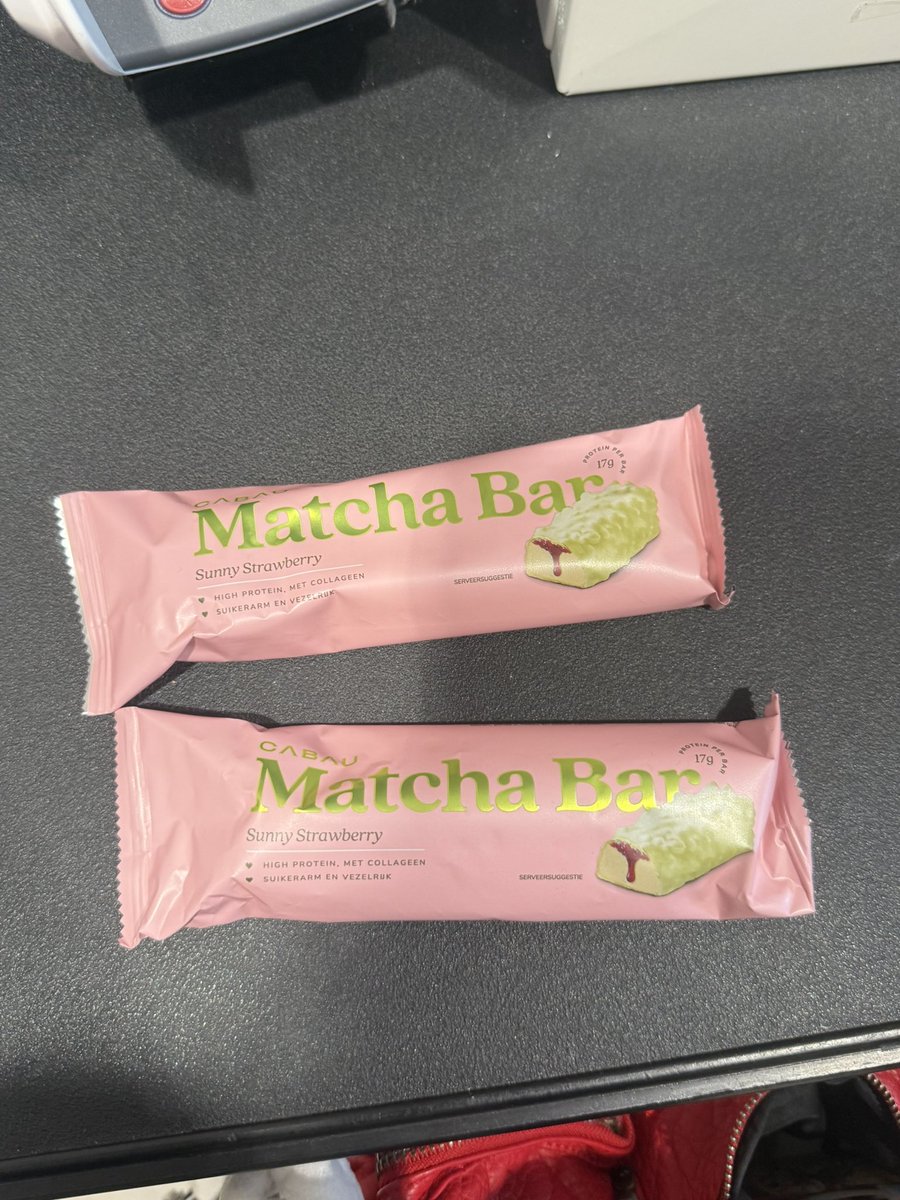 CABAU
Matcha Bar
Sunny Strawberry
HIGH PROTEIN, MET COLLAGEEN
SUIKERARM EN VEZELRIJK
SERVEERSUGGESTIE
PROTEIN PER BAR
17g
CABAU
Matcha Bar
Sunny Strawberry
HIGH PROTEIN, MET COLLAGEEN
SUIKERARM EN VEZELRIJK
SERVEERSUGGESTIE
PROTEIN PER BAR
17g